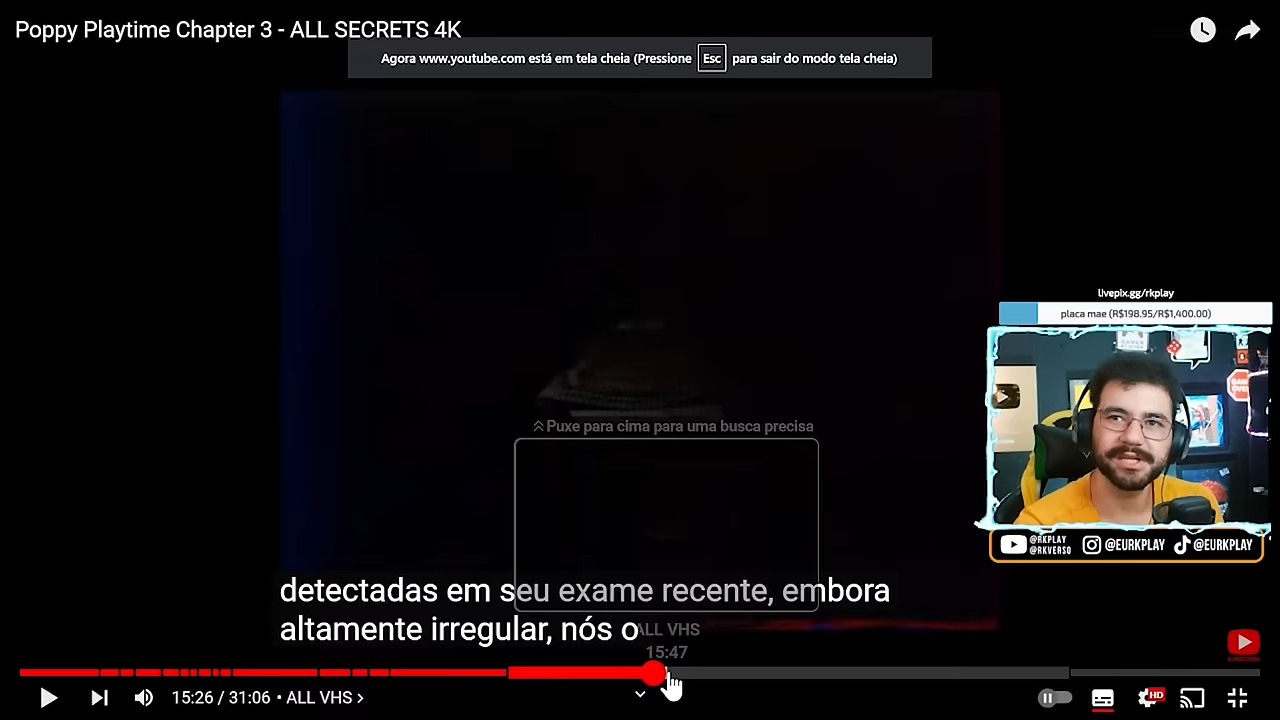 Poppy Playtime Chapter 3 - ALL SECRETS 4K
Agora www.youtube.com está em tela cheia (Pressione Esc para sair do modo tela cheia)
livepix.gg/rkplay
placa mae (R$198.95/R$1,400.00)
Puxe para cima para uma busca precisa
@RKPLAY
@RKVERSO
@EURKPLAY
@EURKPLAY
detectadas em seu exame recente, embora
altamente irregular, nós o
ALL VHS
15:47
15:26 / 31:06 • ALL VHS
HD